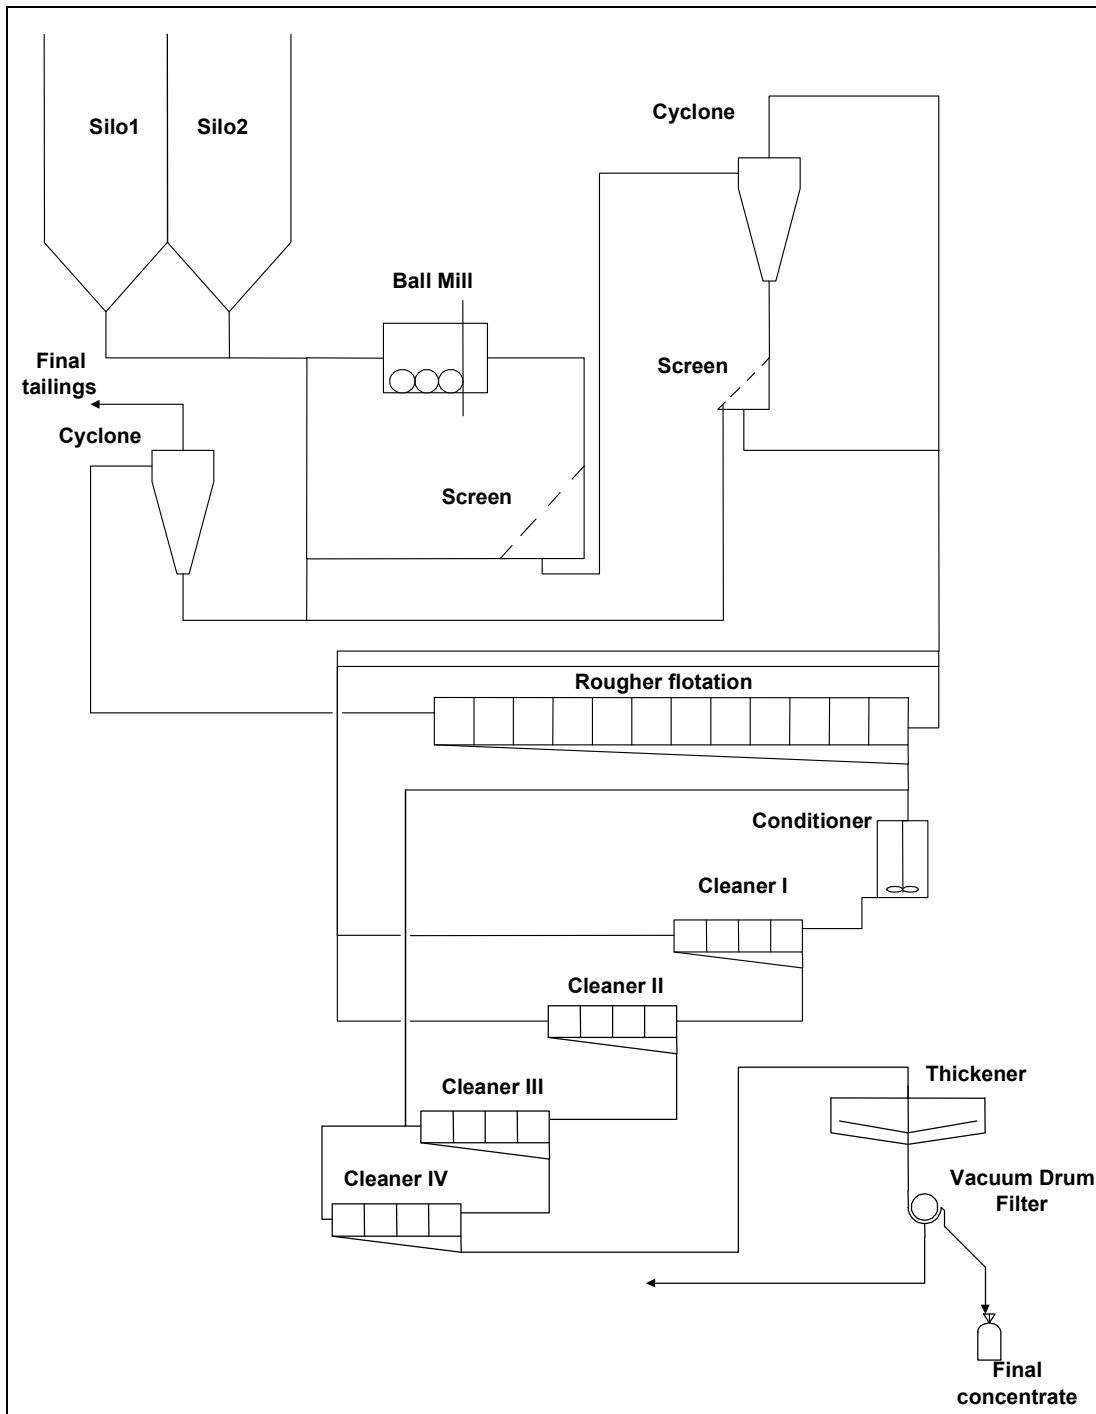 Cyclone
Silo1
Silo2
Ball Mill
Final
tailings
Screen
Cyclone
Screen
Rougher flotation
Conditioner
Cleaner I
Cleaner II
Cleaner III
Thickener
Cleaner IV
Vacuum Drum
Filter
Final
concentrate